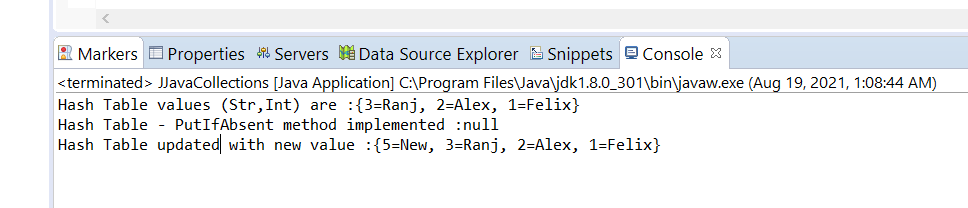 Markers Properties Servers Data Source Explorer Snippets Console
<terminated> JJavaCollections [Java Application] C:\Program Files\Java\jdk1.8.0_301\bin\javaw.exe (Aug 19, 2021, 1:08:44 AM)
Hash Table values (Str,Int) are :{3=Ranj, 2=Alex, 1=Felix}
Hash Table - PutIfAbsent method implemented :null
Hash Table updated with new value :{5=New, 3=Ranj, 2=Alex, 1=Felix}